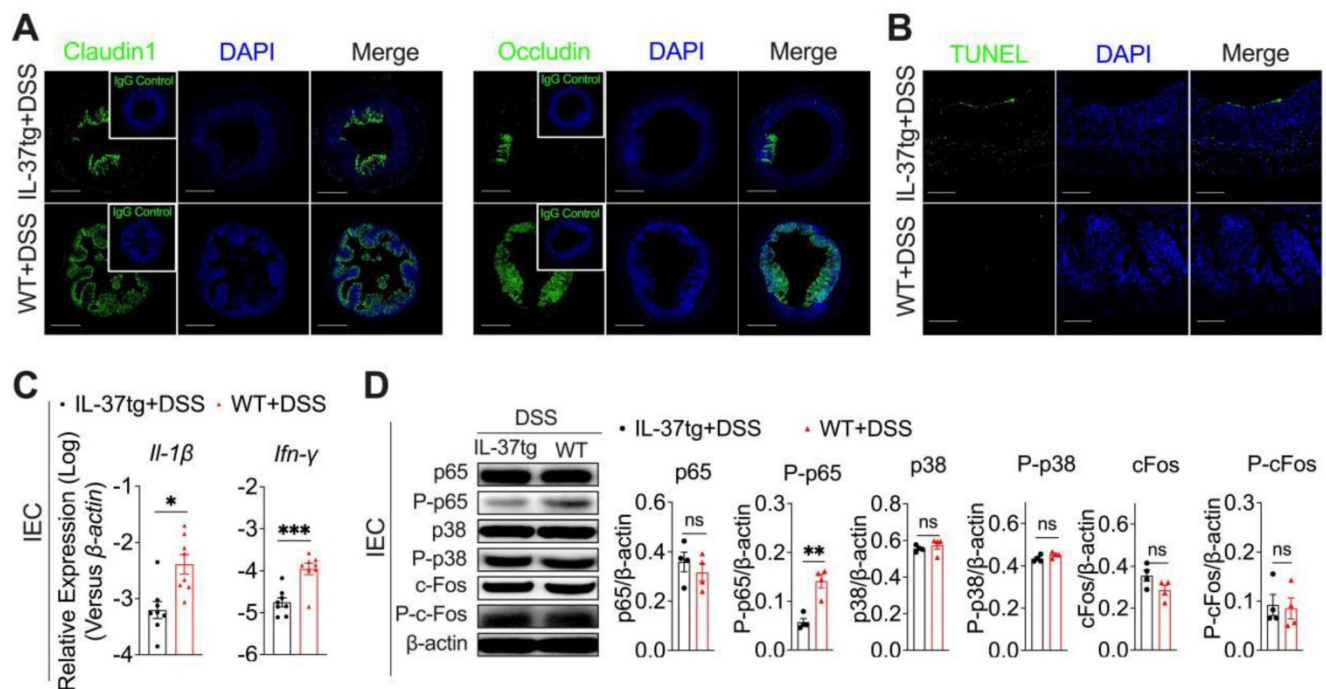 A
Claudin1 DAPI Merge
Occludin DAPI Merge
IL-37tg+DSS
WT+DSS
IgG Control
IgG Control
IgG Control
IgG Control
B
TUNEL DAPI Merge
IL-37tg+DSS
WT+DSS
C
IEC
IL-37tg+DSS WT+DSS
Relative Expression (Log)
(Versus β-actin)
Il-1β
-1
-2
-3
-4
*
Ifn-γ
-2
-3
-4
-5
-6
***
D
IEC
DSS
IL-37tg WT
p65
P-p65
p38
P-p38
c-Fos
P-c-Fos
β-actin
IL-37tg+DSS WT+DSS
p65
p65/β-actin
0.6
0.4
0.2
0.0
ns
P-p65
P-p65/β-actin
0.3
0.2
0.1
0.0
**
p38
p38/β-actin
0.8
0.6
0.4
0.2
0.0
ns
P-p38
P-p38/β-actin
0.6
0.4
0.2
0.0
ns
cFos
cFos/β-actin
0.6
0.4
0.2
0.0
ns
P-cFos
P-cFos/β-actin
0.3
0.2
0.1
0.0
ns